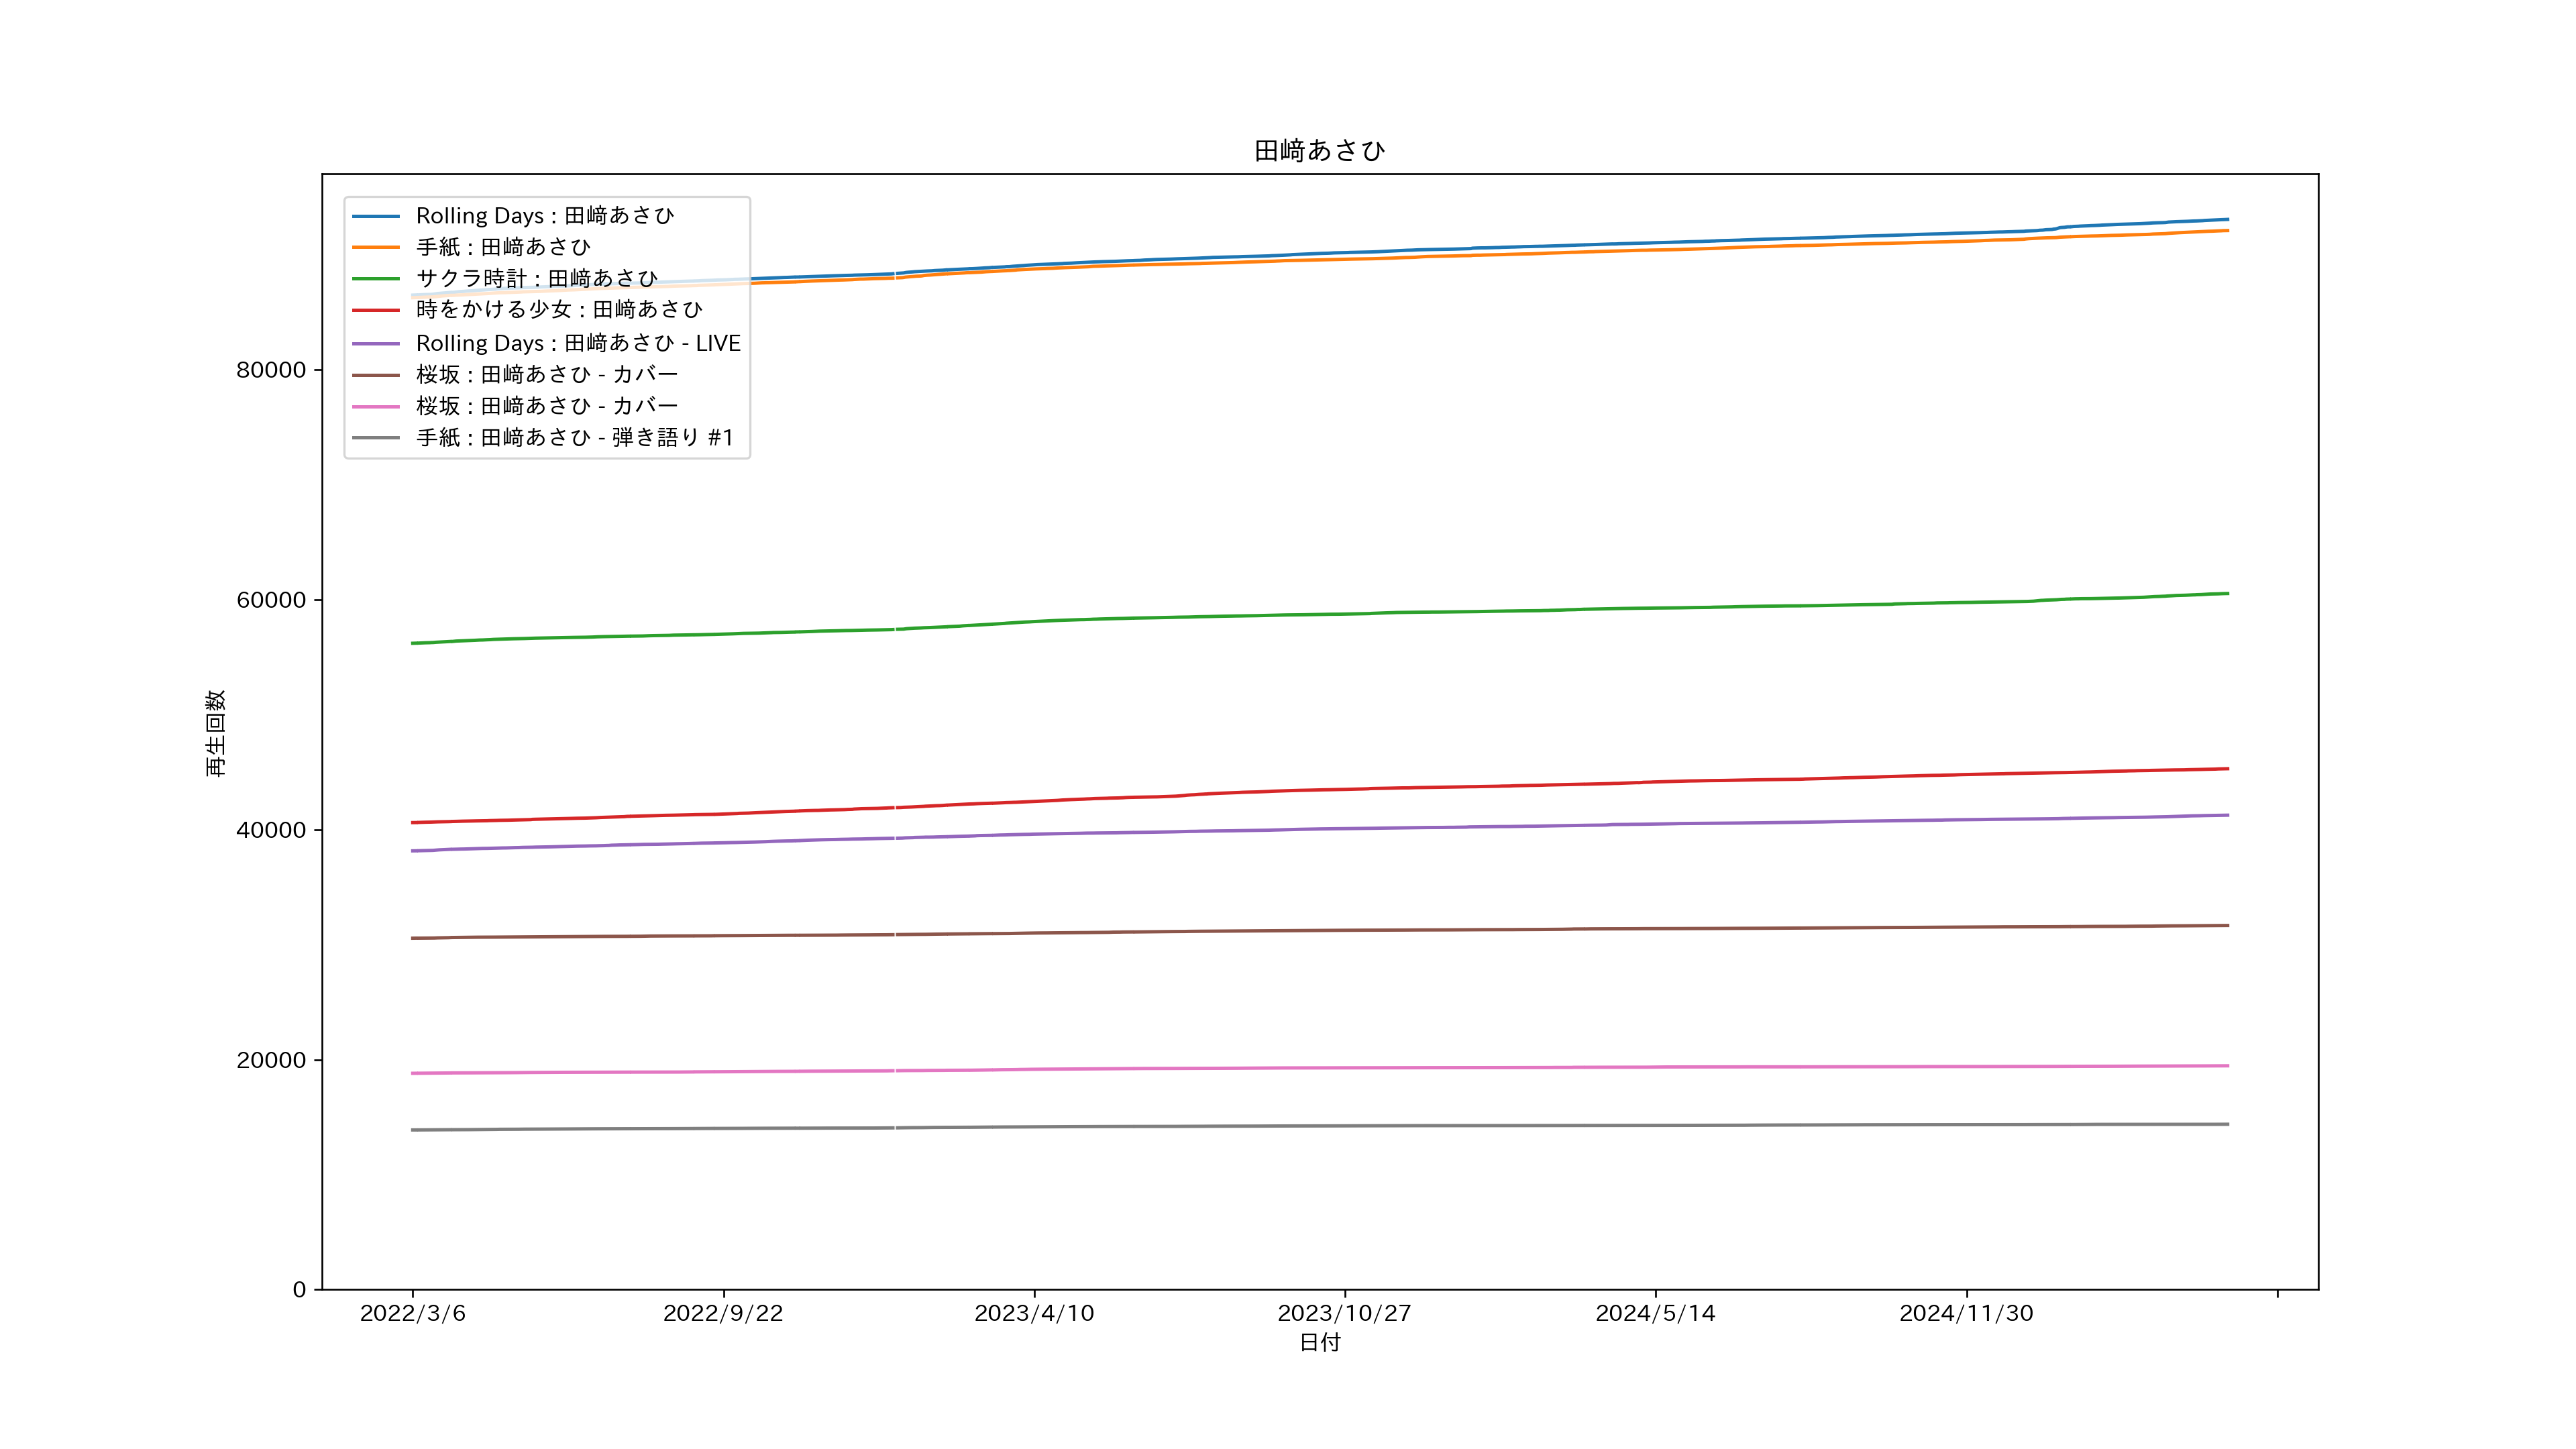 田﨑あさひ
Rolling Days : 田﨑あさひ
手紙 : 田﨑あさひ
サクラ時計 : 田﨑あさひ
時をかける少女 : 田﨑あさひ
Rolling Days : 田﨑あさひ - LIVE
桜坂 : 田﨑あさひ - カバー
桜坂 : 田﨑あさひ - カバー
手紙 : 田﨑あさひ - 弾き語り #1
80000
60000
40000
20000
0
再生回数
2022/3/6
2022/9/22
2023/4/10
2023/10/27
2024/5/14
2024/11/30
日付